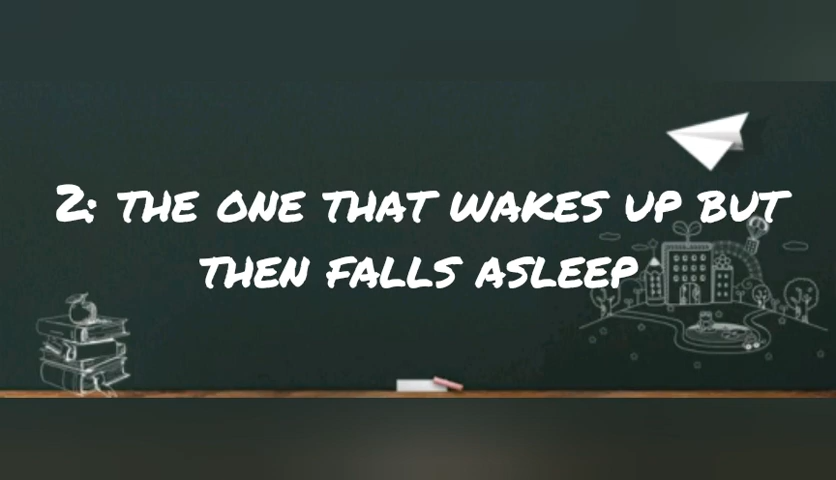 2: THE ONE THAT WAKES UP BUT
THEN FALLS ASLEEP